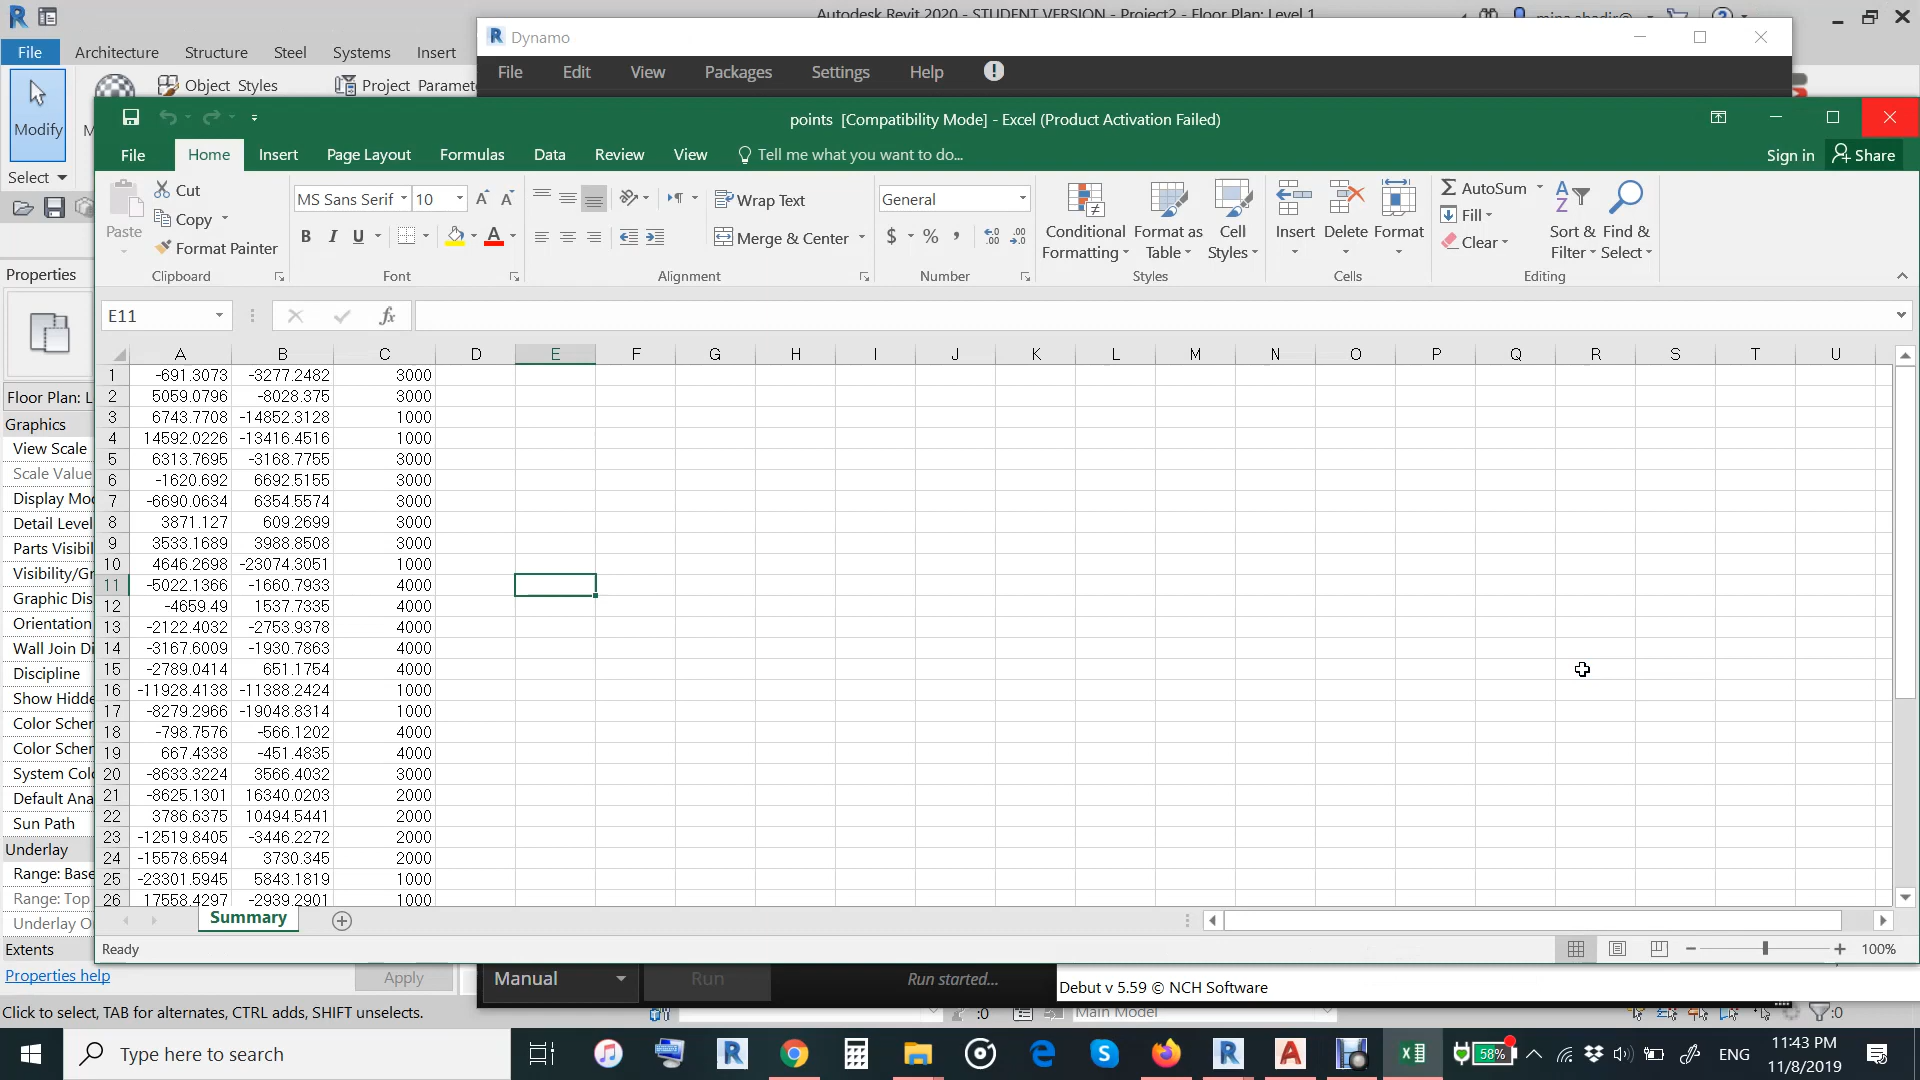 Autodesk Revit 2020 - STUDENT VERSION - Project2 - Floor Plan: Level 1
File Architecture Structure Steel Systems Insert
Dynamo
File Edit View Packages Settings Help
Object Styles
Project Paramet
Modify
Select
points [Compatibility Mode] - Excel (Product Activation Failed)
File Home Insert Page Layout Formulas Data Review View Tell me what you want to do... Sign in Share
Paste Cut Copy Format Painter
MS Sans Serif 10 Wrap Text General
Merge & Center
Conditional Formatting Format as Table Cell Styles Insert Delete Format
AutoSum Fill Clear Sort & Filter Find & Select
Clipboard Font Alignment Number Styles Cells Editing
E11 fx
A B C D E F G H I J K L M N O P Q R S T U
1 -691.3073 -3277.2482 3000
2 5059.0796 -8028.375 3000
3 6743.7708 -14852.3128 1000
4 14592.0226 -13416.4516 1000
5 6313.7695 -3168.7755 3000
6 -1620.692 6692.5155 3000
7 -6690.0634 6354.5574 3000
8 3871.127 609.2699 3000
9 3533.1689 3988.8508 3000
10 4646.2698 -23074.3051 1000
11 -5022.1366 -1660.7933 4000
12 -4659.49 1537.7335 4000
13 -2122.4032 -2753.9378 4000
14 -3167.6009 -1930.7863 4000
15 -2789.0414 651.1754 4000
16 -11928.4138 -11388.2424 1000
17 -8279.2966 -19048.8314 1000
18 -798.7576 -566.1202 4000
19 667.4338 -451.4835 4000
20 -8633.3224 3566.4032 3000
21 -8625.1301 16340.0203 2000
22 3786.6375 10494.5441 2000
23 -12519.8405 -3446.2272 2000
24 -15578.6594 3730.345 2000
25 -23301.5945 5843.1819 1000
26 17558.4297 -2939.2901 1000
Summary
Ready 100%
Properties
Floor Plan: L
Graphics
View Scale
Scale Value
Display Mo
Detail Level
Parts Visibil
Visibility/Gr
Graphic Dis
Orientation
Wall Join Di
Discipline
Show Hidde
Color Scher
Color Scher
System Colo
Default Ana
Sun Path
Underlay
Range: Base
Range: Top
Underlay O
Extents
Properties help Apply
Manual Run Run started...
Debut v 5.59 © NCH Software
Click to select, TAB for alternates, CTRL adds, SHIFT unselects.
:0 Main Model :0
Type here to search
58% ENG 11:43 PM
11/8/2019